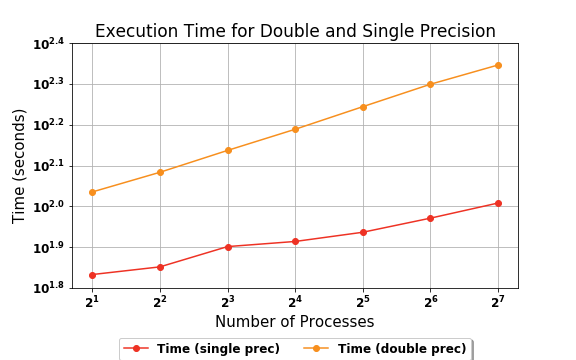 Execution Time for Double and Single Precision
10^2.4
10^2.3
10^2.2
10^2.1
10^2.0
10^1.9
10^1.8
Time (seconds)
2^1 2^2 2^3 2^4 2^5 2^6 2^7
Number of Processes
Time (single prec) Time (double prec)